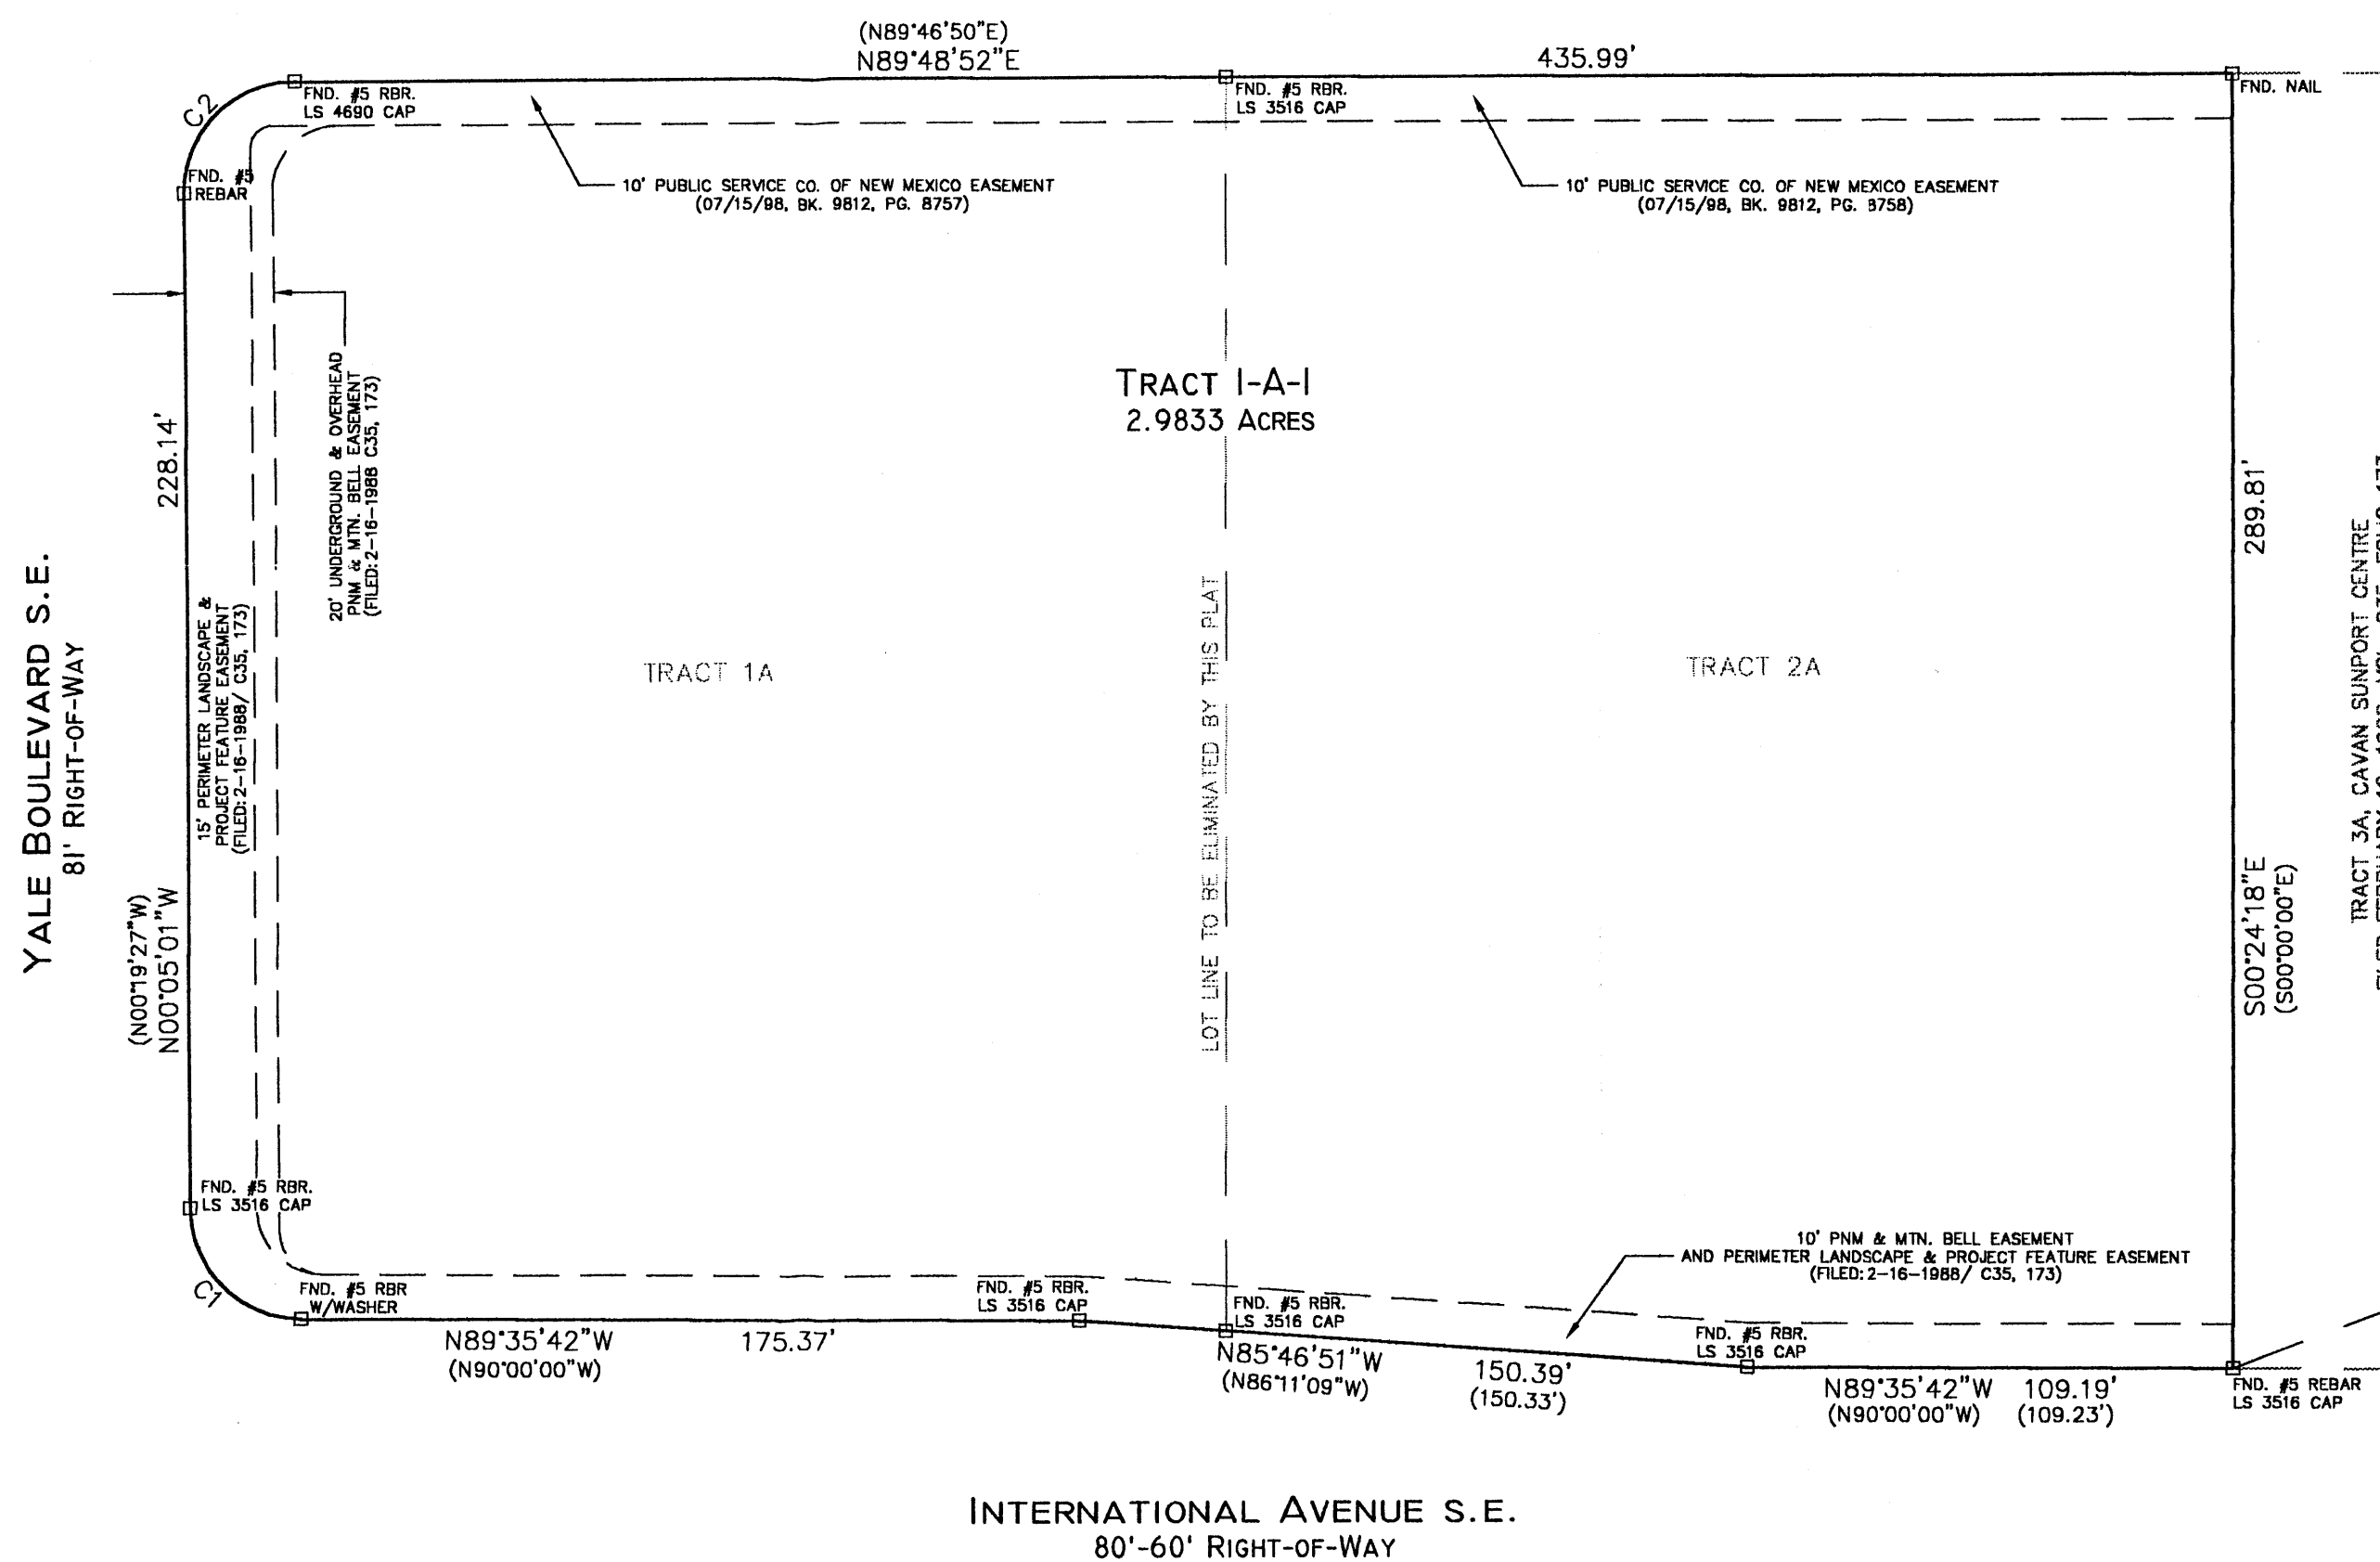 (N89°46'50"E)
N89°48'52"E
435.99'
C2
FND. #5 RBR.
LS 4690 CAP
FND. #5 RBR.
LS 3516 CAP
FND. NAIL
FND. #5
REBAR
10' PUBLIC SERVICE CO. OF NEW MEXICO EASEMENT
(07/15/98, BK. 9812, PG. 8757)
10' PUBLIC SERVICE CO. OF NEW MEXICO EASEMENT
(07/15/98, BK. 9812, PG. 8758)
TRACT 1-A-1
2.9833 ACRES
228.14'
20' UNDERGROUND & OVERHEAD
PNM & MTN. BELL EASEMENT
(FILED: 2-16-1988 C35, 173)
289.81'
YALE BOULEVARD S.E.
81' RIGHT-OF-WAY
15' PERIMETER LANDSCAPE &
PROJECT FEATURE EASEMENT
(FILED: 2-16-1988/ C35, 173)
TRACT 1A
LOT LINE TO BE ELIMINATED BY THIS PLAT
TRACT 2A
TRACT 3A, CAVAN SUNPORT CENTRE
(N00°19'27"W)
N00°05'01"W
S00°24'18"E
(S00°00'00"E)
FND. #5 RBR.
LS 3516 CAP
C1
FND. #5 RBR
W/WASHER
FND. #5 RBR.
LS 3516 CAP
FND. #5 RBR.
LS 3516 CAP
10' PNM & MTN. BELL EASEMENT
AND PERIMETER LANDSCAPE & PROJECT FEATURE EASEMENT
(FILED: 2-16-1988/ C35, 173)
FND. #5 RBR.
LS 3516 CAP
N89°35'42"W 175.37'
(N90°00'00"W)
N85°46'51"W 150.39'
(N86°11'09"W) (150.33')
N89°35'42"W 109.19'
(N90°00'00"W) (109.23')
FND. #5 REBAR
LS 3516 CAP
INTERNATIONAL AVENUE S.E.
80'-60' RIGHT-OF-WAY